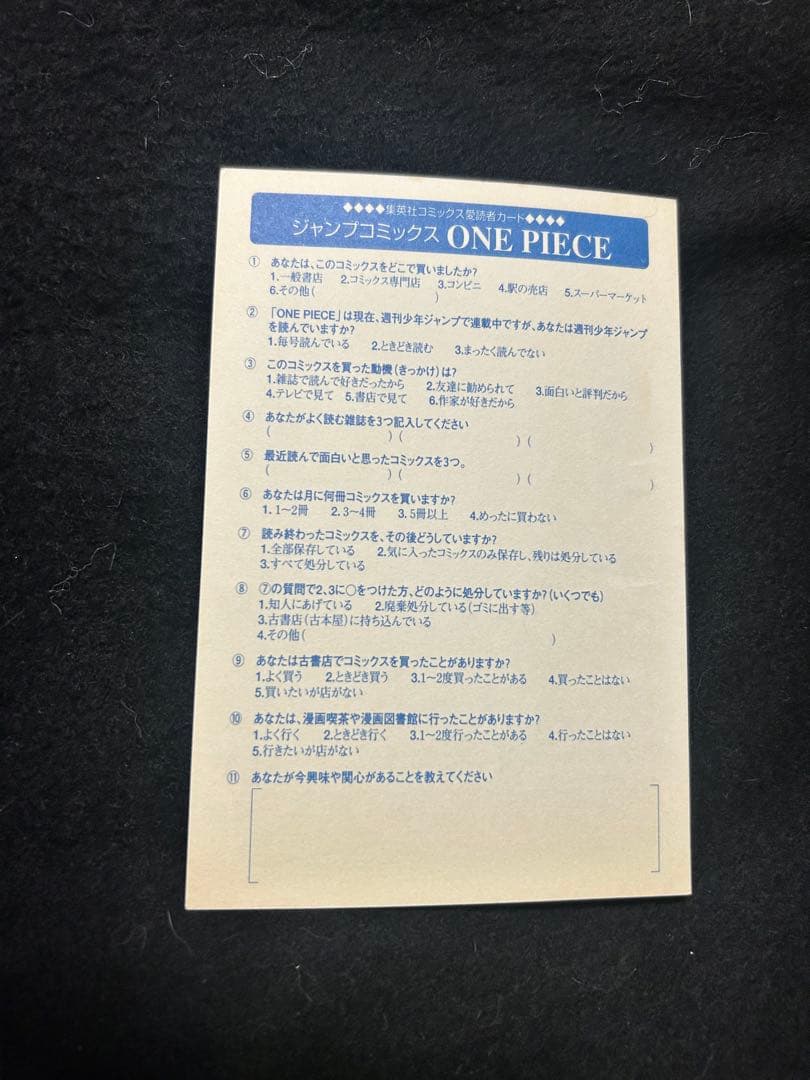 ◆◆◆◆集英社コミックス愛読者カード◆◆◆◆
ジャンプコミックス ONE PIECE
① あなたは、このコミックスをどこで買いましたか?
1.一般書店 2.コミックス専門店 3.コンビニ 4.駅の売店 5.スーパーマーケット
6.その他( )
② 「ONE PIECE」は現在、週刊少年ジャンプで連載中ですが、あなたは週刊少年ジャンプ
を読んでいますか?
1.毎号読んでいる 2.ときどき読む 3.まったく読んでない
③ このコミックスを買った動機(きっかけ)は?
1.雑誌で読んで好きだったから 2.友達に勧められて 3.面白いと評判だから
4.テレビで見て 5.書店で見て 6.作家が好きだから
④ あなたがよく読む雑誌を3つ記入してください
( ) ( ) ( )
⑤ 最近読んで面白いと思ったコミックスを3つ。
( ) ( ) ( )
⑥ あなたは月に何冊コミックスを買いますか?
1. 1〜2冊 2. 3〜4冊 3. 5冊以上 4.めったに買わない
⑦ 読み終わったコミックスを、その後どうしていますか?
1.全部保存している 2.気に入ったコミックスのみ保存し、残りは処分している
3.すべて処分している
⑧ ⑦の質問で2、3に○をつけた方、どのように処分していますか?(いくつでも)
1.知人にあげている 2.廃棄処分している(ゴミに出す等)
3.古書店(古本屋)に持ち込んでいる
4.その他( )
⑨ あなたは古書店でコミックスを買ったことがありますか?
1.よく買う 2.ときどき買う 3.1〜2度買ったことがある 4.買ったことはない
5.買いたいが店がない
⑩ あなたは、漫画喫茶や漫画図書館に行ったことがありますか?
1.よく行く 2.ときどき行く 3.1〜2度行ったことがある 4.行ったことはない
5.行きたいが店がない
⑪ あなたが今興味や関心があることを教えてください